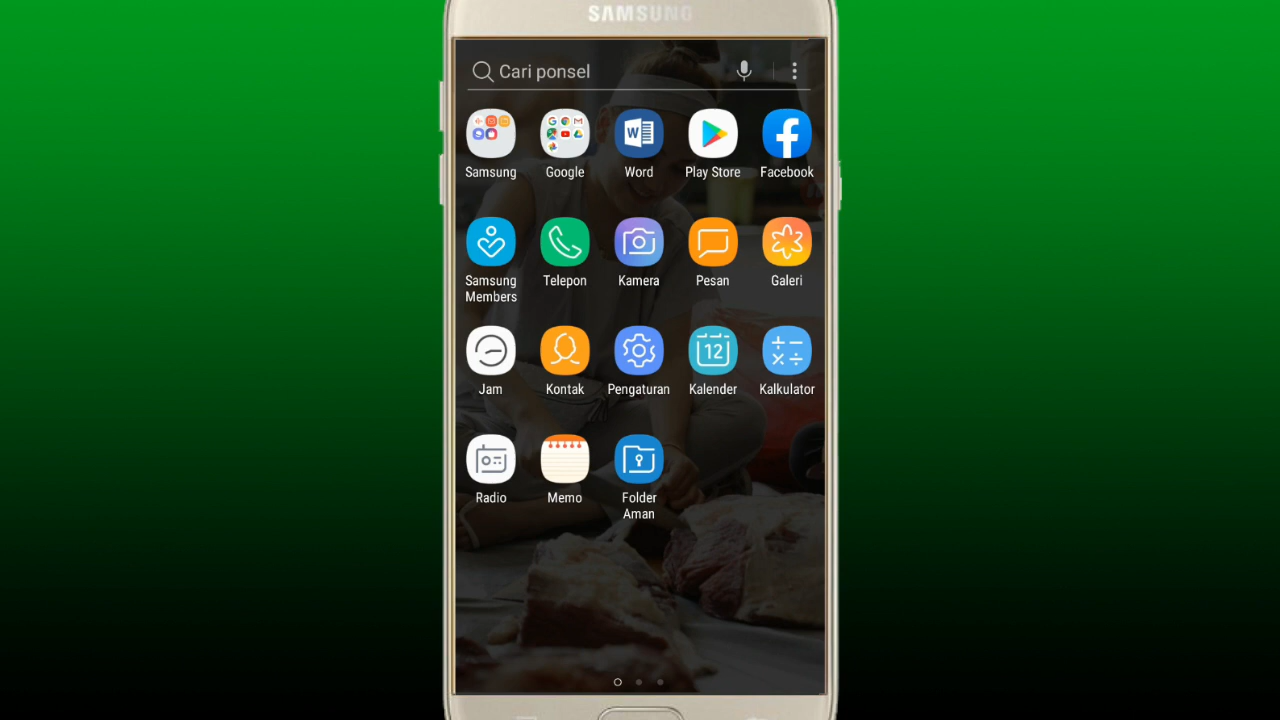 SAMSUNG
Cari ponsel
Samsung
Google
Word
Play Store
Facebook
Samsung
Members
Telepon
Kamera
Pesan
Galeri
Jam
Kontak
Pengaturan
12
Kalender
Kalkulator
Radio
Memo
Folder
Aman